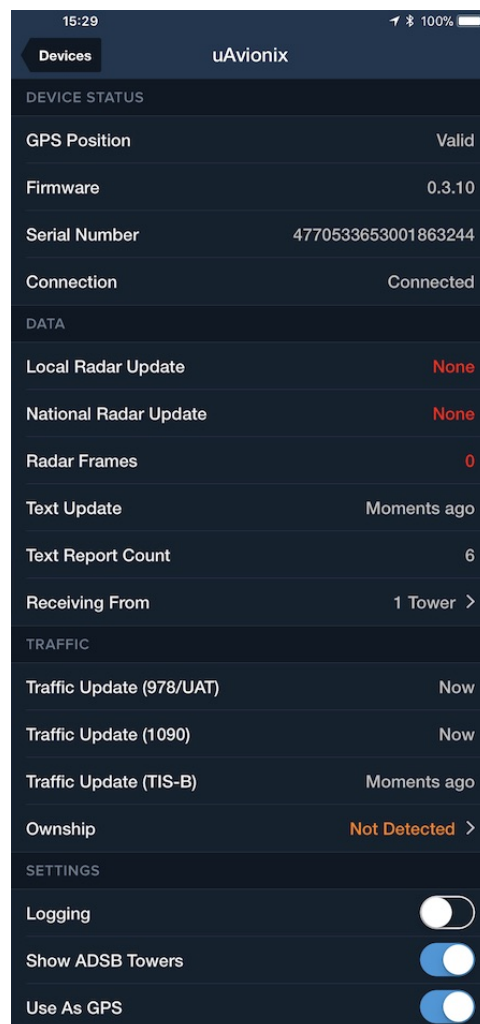 15:29 100%
Devices uAvionix
DEVICE STATUS
GPS Position Valid
Firmware 0.3.10
Serial Number 4770533653001863244
Connection Connected
DATA
Local Radar Update None
National Radar Update None
Radar Frames 0
Text Update Moments ago
Text Report Count 6
Receiving From 1 Tower >
TRAFFIC
Traffic Update (978/UAT) Now
Traffic Update (1090) Now
Traffic Update (TIS-B) Moments ago
Ownship Not Detected >
SETTINGS
Logging
Show ADSB Towers
Use As GPS